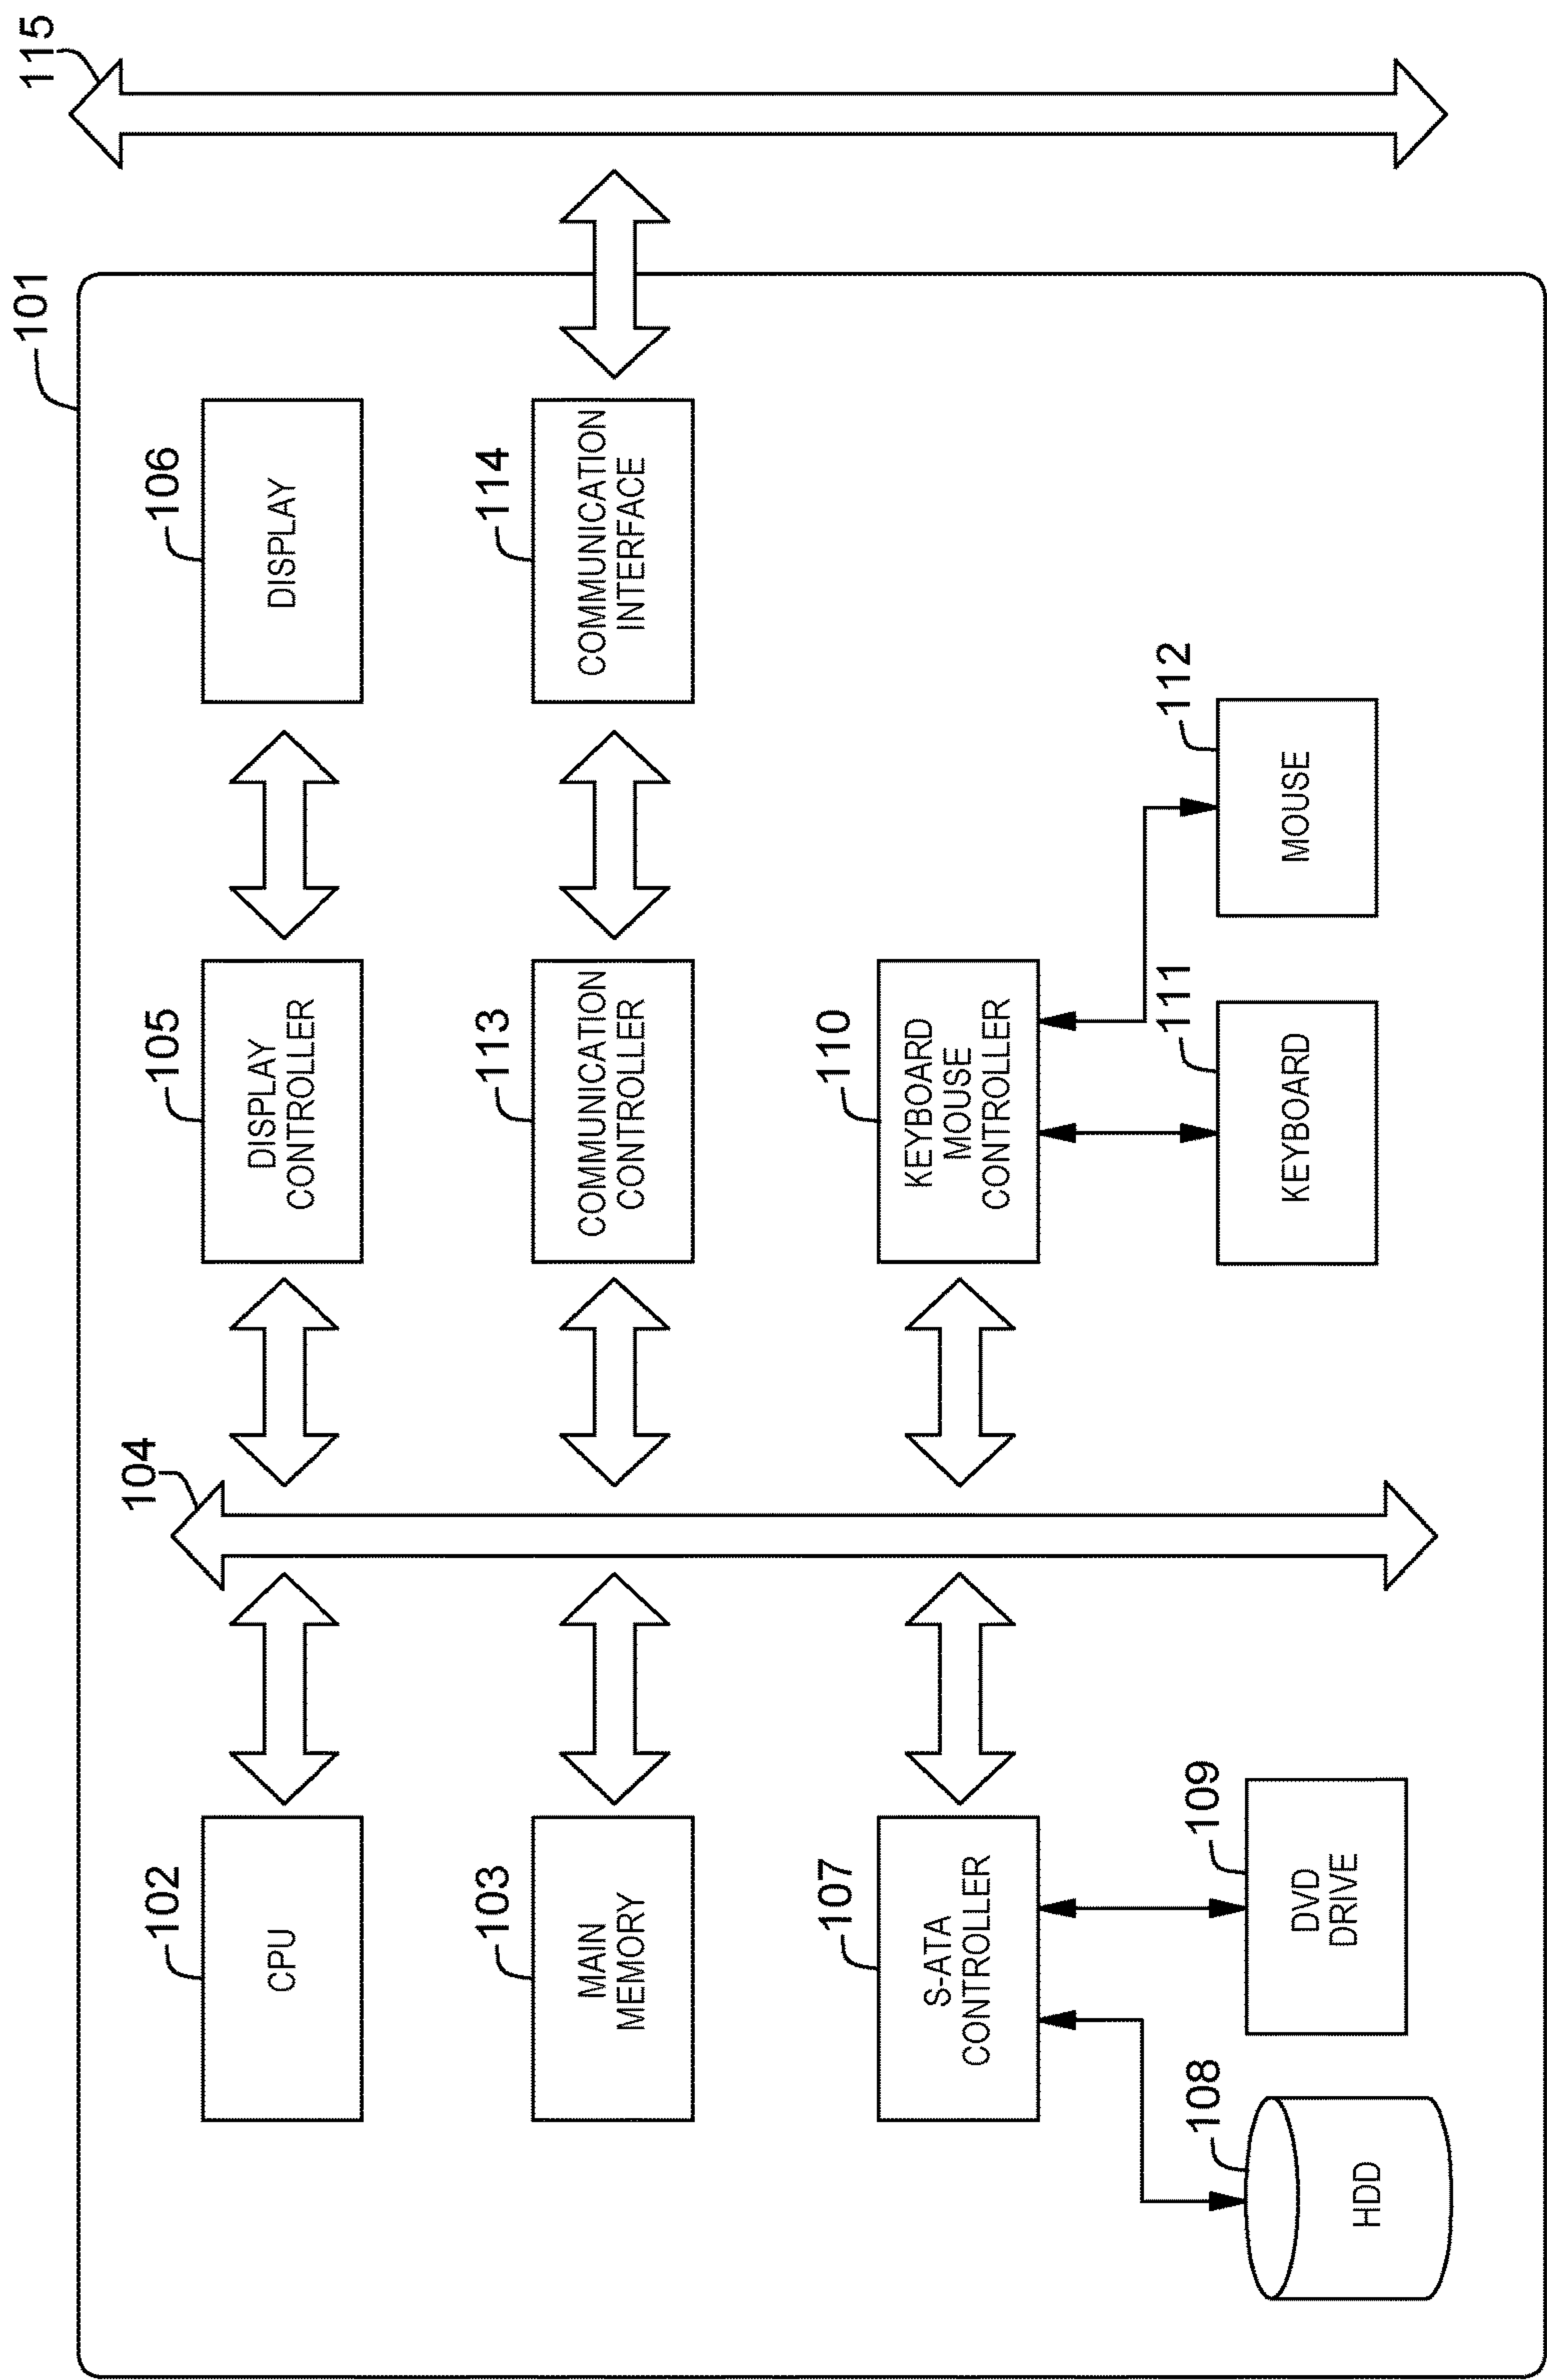 101
115
102
CPU
104
105
DISPLAY
CONTROLLER
106
DISPLAY
103
MAIN
MEMORY
113
COMMUNICATION
CONTROLLER
114
COMMUNICATION
INTERFACE
107
S-ATA
CONTROLLER
110
KEYBOARD
MOUSE
CONTROLLER
108
HDD
109
DVD
DRIVE
111
KEYBOARD
112
MOUSE